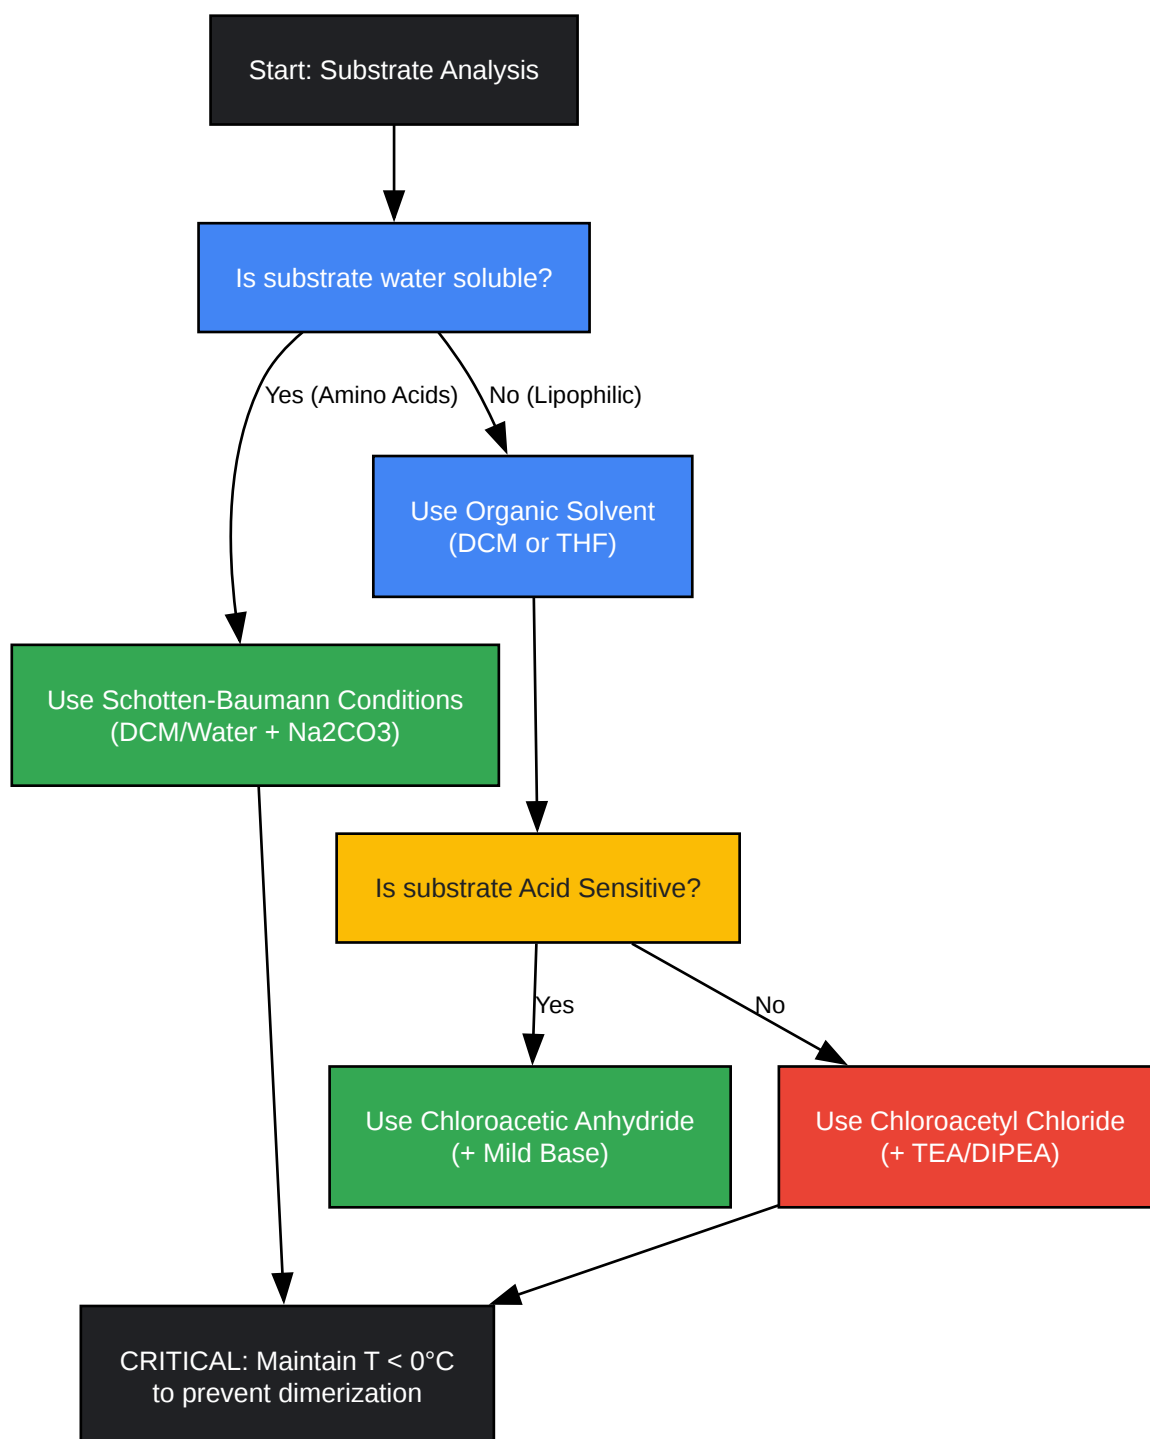 Start: Substrate Analysis
Is substrate water soluble?
Yes (Amino Acids)
No (Lipophilic)
Use Organic Solvent
(DCM or THF)
Use Schotten-Baumann Conditions
(DCM/Water + Na2CO3)
Is substrate Acid Sensitive?
Yes
No
Use Chloroacetic Anhydride
(+ Mild Base)
Use Chloroacetyl Chloride
(+ TEA/DIPEA)
CRITICAL: Maintain T < 0°C
to prevent dimerization